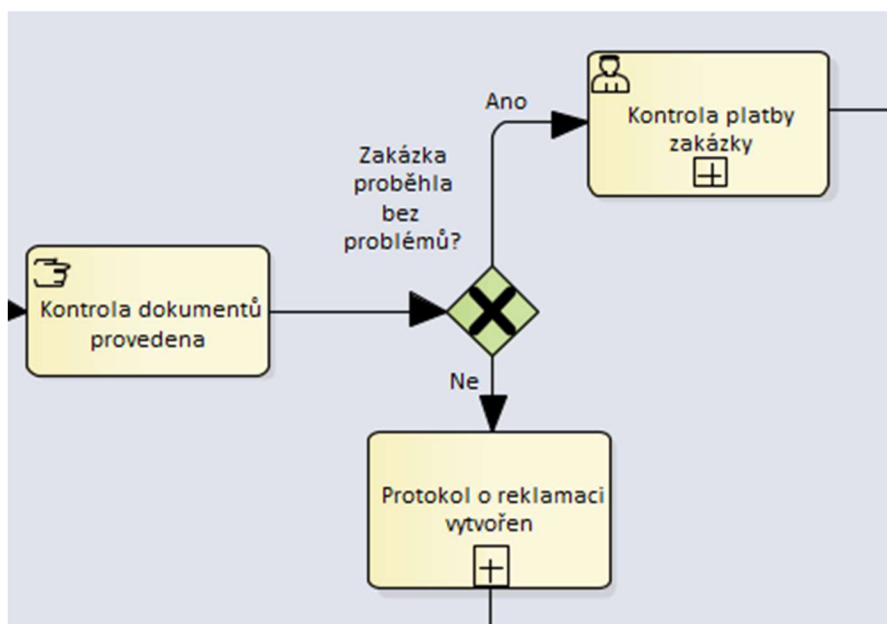 Ano
Kontrola platby
zakázky
Zakázka
proběhla
bez
problémů?
Kontrola dokumentů
provedena
Ne
Protokol o reklamaci
vytvořen